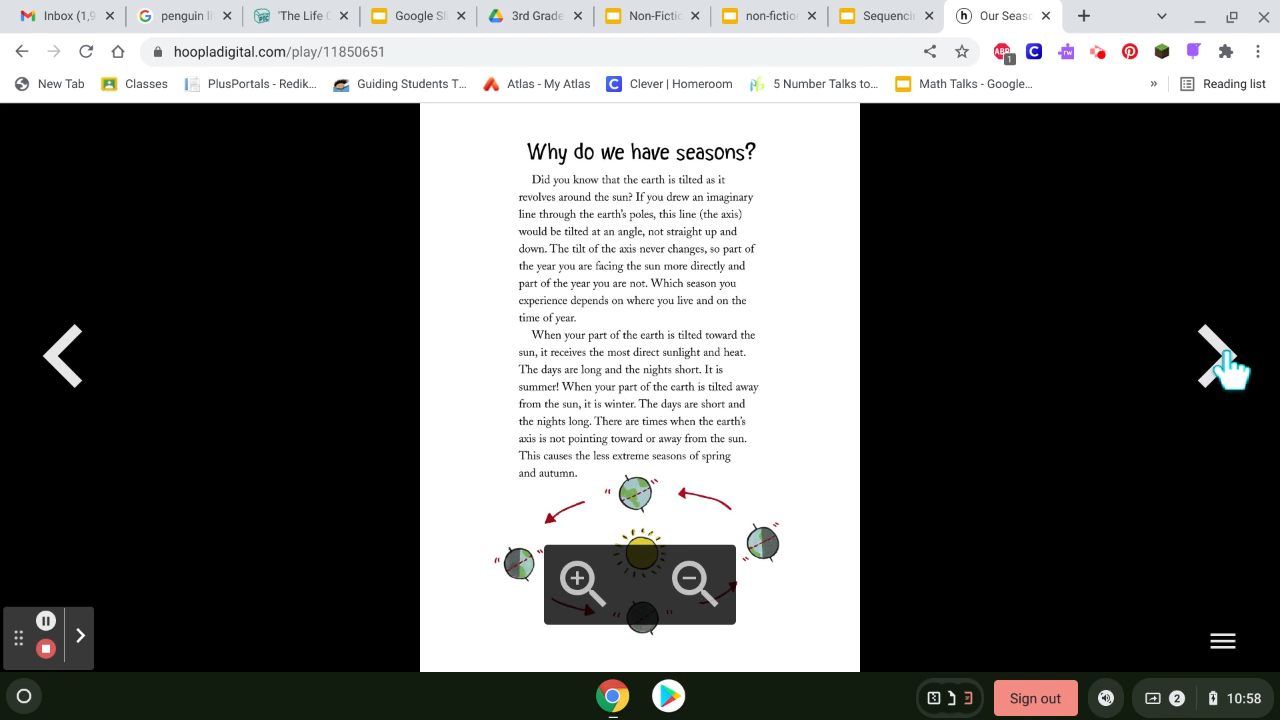 Inbox (1,9
penguin li
"The Life C
Google Sl
3rd Grade
Non-Fictic
non-fiction
Sequencin
Our Seaso
hoopladigital.com/play/11850651
ABP
1
C
rw
New Tab
Classes
PlusPortals - Redik...
Guiding Students T...
Atlas - My Atlas
Clever | Homeroom
5 Number Talks to...
Math Talks - Google...
»
Reading list
Why do we have seasons?
Did you know that the earth is tilted as it
revolves around the sun? If you drew an imaginary
line through the earth's poles, this line (the axis)
would be tilted at an angle, not straight up and
down. The tilt of the axis never changes, so part of
the year you are facing the sun more directly and
part of the year you are not. Which season you
experience depends on where you live and on the
time of year.
When your part of the earth is tilted toward the
sun, it receives the most direct sunlight and heat.
The days are long and the nights short. It is
summer! When your part of the earth is tilted away
from the sun, it is winter. The days are short and
the nights long. There are times when the earth's
axis is not pointing toward or away from the sun.
This causes the less extreme seasons of spring
and autumn.
Sign out
2
10:58